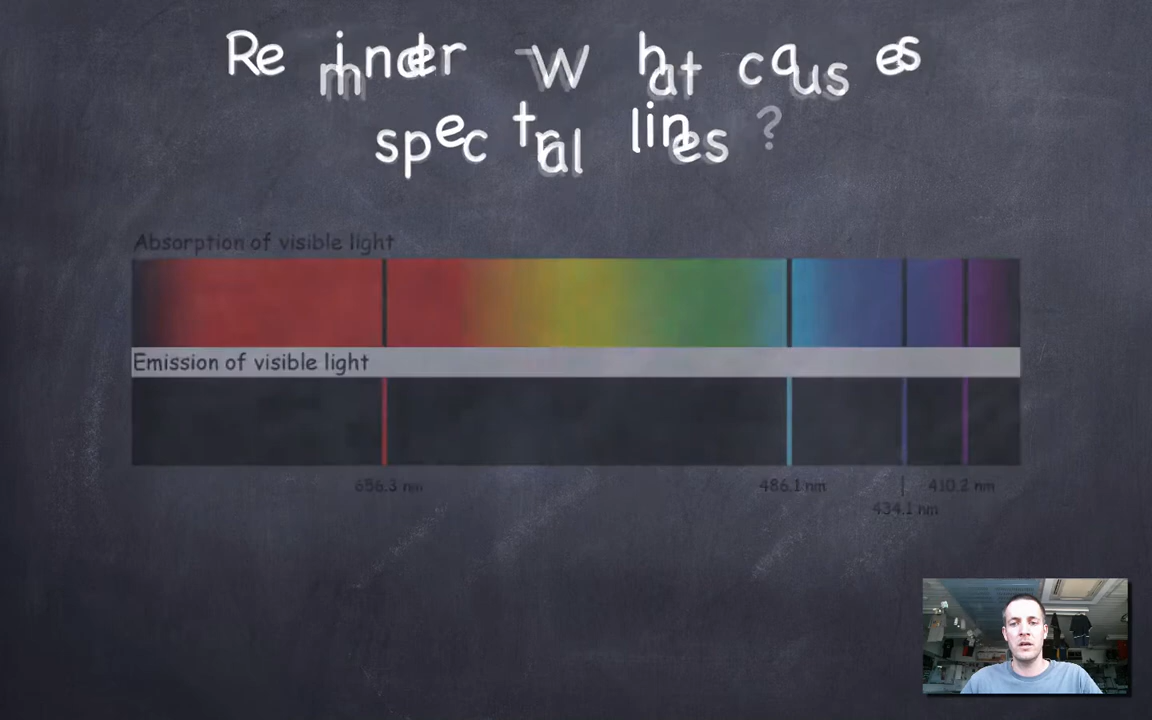 Reminder What causes
spectral lines ?
Absorption of visible light
Emission of visible light
656.3 nm 486.1 nm 410.2 nm
434.1 nm